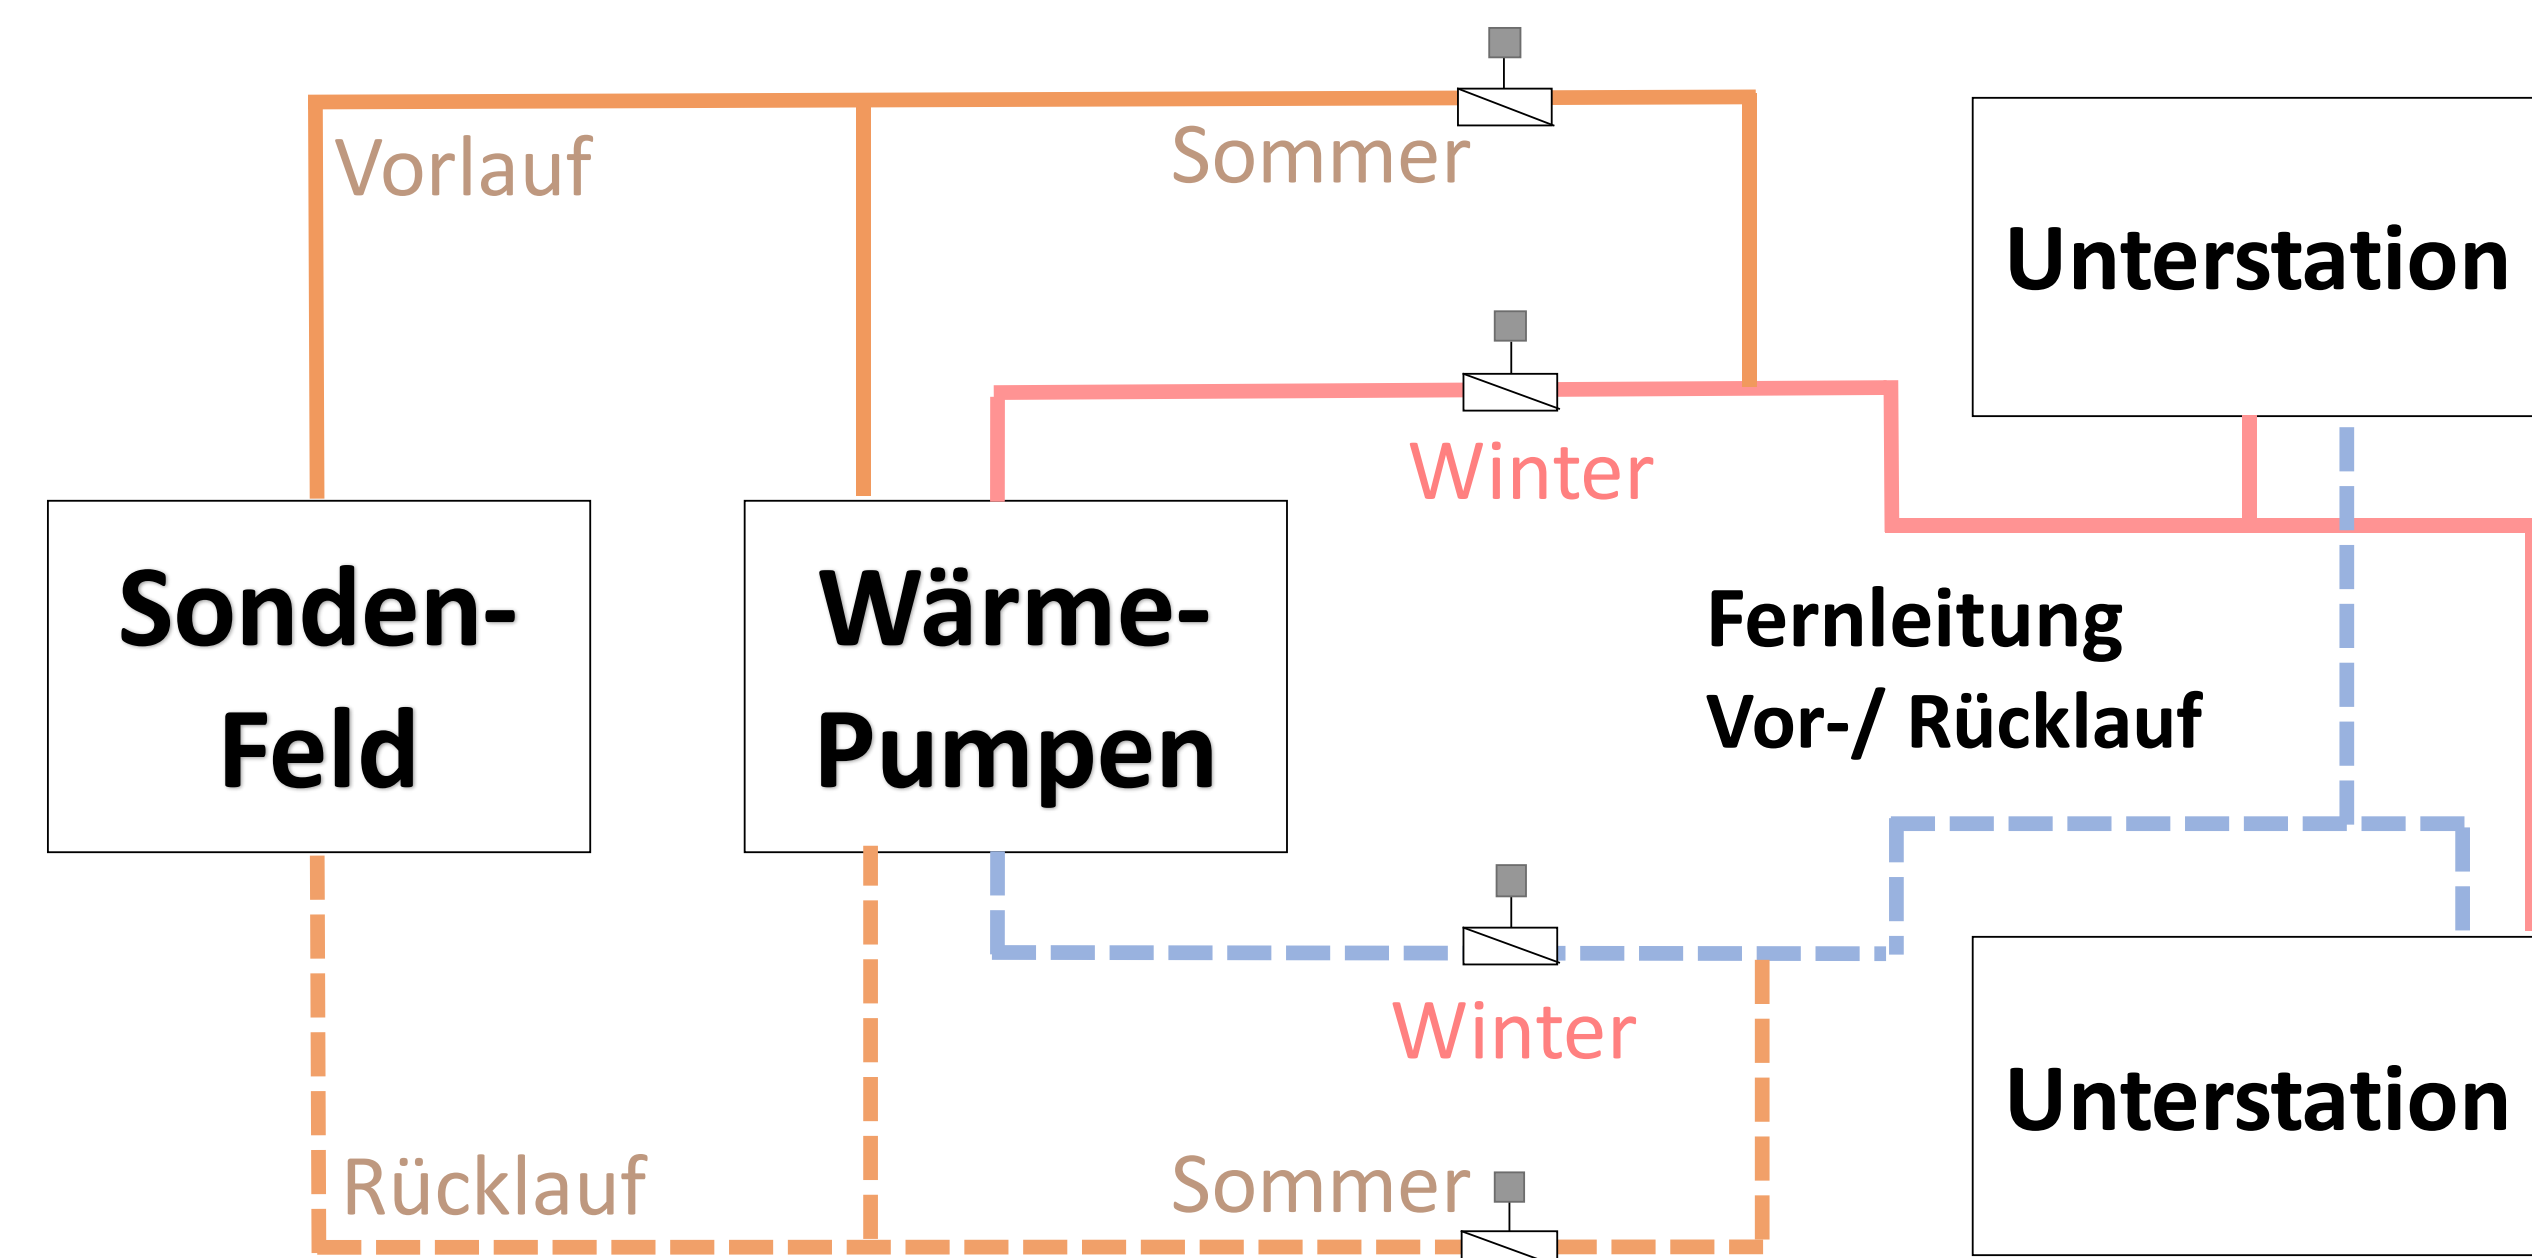 Vorlauf
Sommer
Unterstation
Winter
Sonden-
Feld
Wärme-
Pumpen
Fernleitung
Vor-/ Rücklauf
Winter
Unterstation
Rücklauf
Sommer